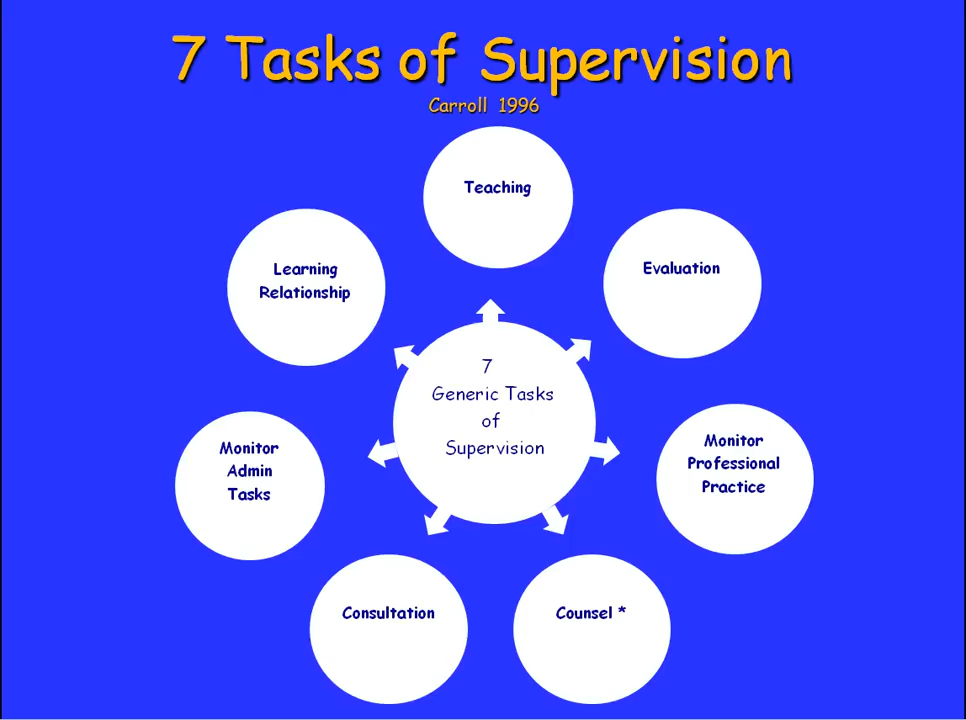 7 Tasks of Supervision
Carroll 1996
Teaching
Learning
Relationship
Evaluation
7
Generic Tasks
of
Supervision
Monitor
Admin
Tasks
Monitor
Professional
Practice
Consultation
Counsel *